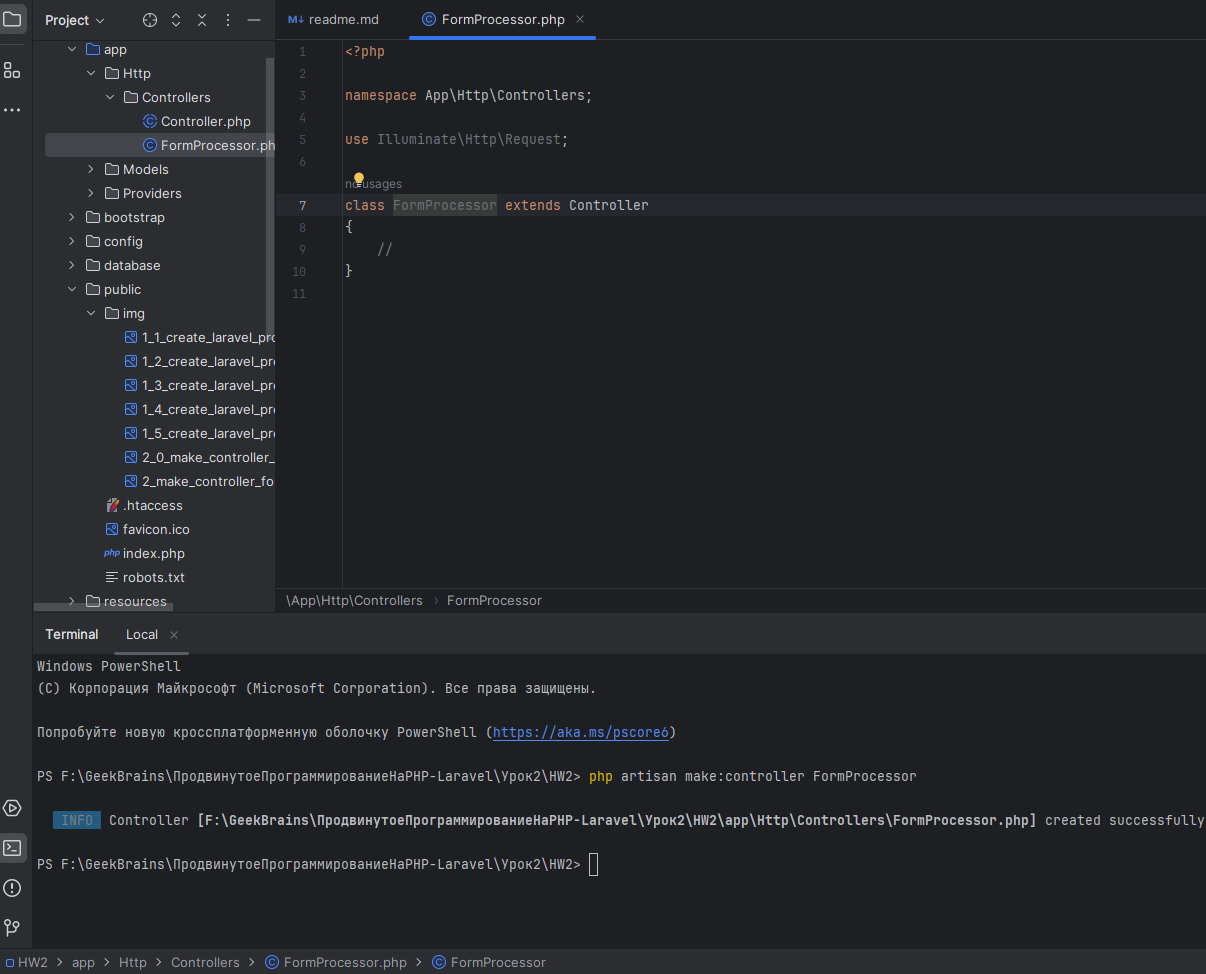 Project
app
Http
Controllers
Controller.php
FormProcessor.ph
Models
Providers
bootstrap
config
database
public
img
1_1_create_laravel_pro
1_2_create_laravel_pr
1_3_create_laravel_pr
1_4_create_laravel_pr
1_5_create_laravel_pr
2_0_make_controller_
2_make_controller_fo
.htaccess
favicon.ico
php index.php
robots.txt
resources
M↓ readme.md
FormProcessor.php
1 <?php
2
3 namespace App\Http\Controllers;
4
5 use Illuminate\Http\Request;
6
no usages
7 class FormProcessor extends Controller
8 {
9 //
10 }
11
\App\Http\Controllers > FormProcessor
Terminal Local
Windows PowerShell
(C) Корпорация Майкрософт (Microsoft Corporation). Все права защищены.
Попробуйте новую кроссплатформенную оболочку PowerShell (https://aka.ms/pscore6)
PS F:\GeekBrains\ПродвинутоеПрограммированиеНаPHP-Laravel\Урок2\HW2> php artisan make:controller FormProcessor
INFO Controller [F:\GeekBrains\ПродвинутоеПрограммированиеНаPHP-Laravel\Урок2\HW2\app\Http\Controllers\FormProcessor.php] created successfully
PS F:\GeekBrains\ПродвинутоеПрограммированиеНаPHP-Laravel\Урок2\HW2>
HW2 > app > Http > Controllers > FormProcessor.php > FormProcessor